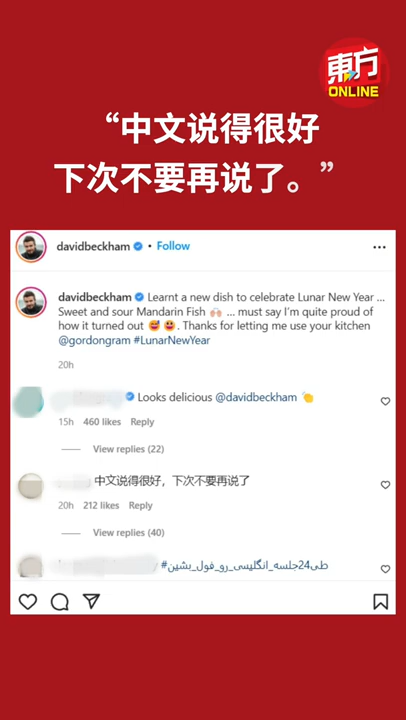 東方
ONLINE
“中文说得很好
下次不要再说了。”
davidbeckham • Follow
davidbeckham Learnt a new dish to celebrate Lunar New Year ...
Sweet and sour Mandarin Fish 🙌🏻 ... must say I'm quite proud of
how it turned out 🥳 😃. Thanks for letting me use your kitchen
@gordongram #LunarNewYear
20h
Looks delicious @davidbeckham 👏
15h 460 likes Reply
View replies (22)
中文说得很好，下次不要再说了
20h 212 likes Reply
View replies (40)
#طی24جلسه_انگلیسی_رو_فول_بشین